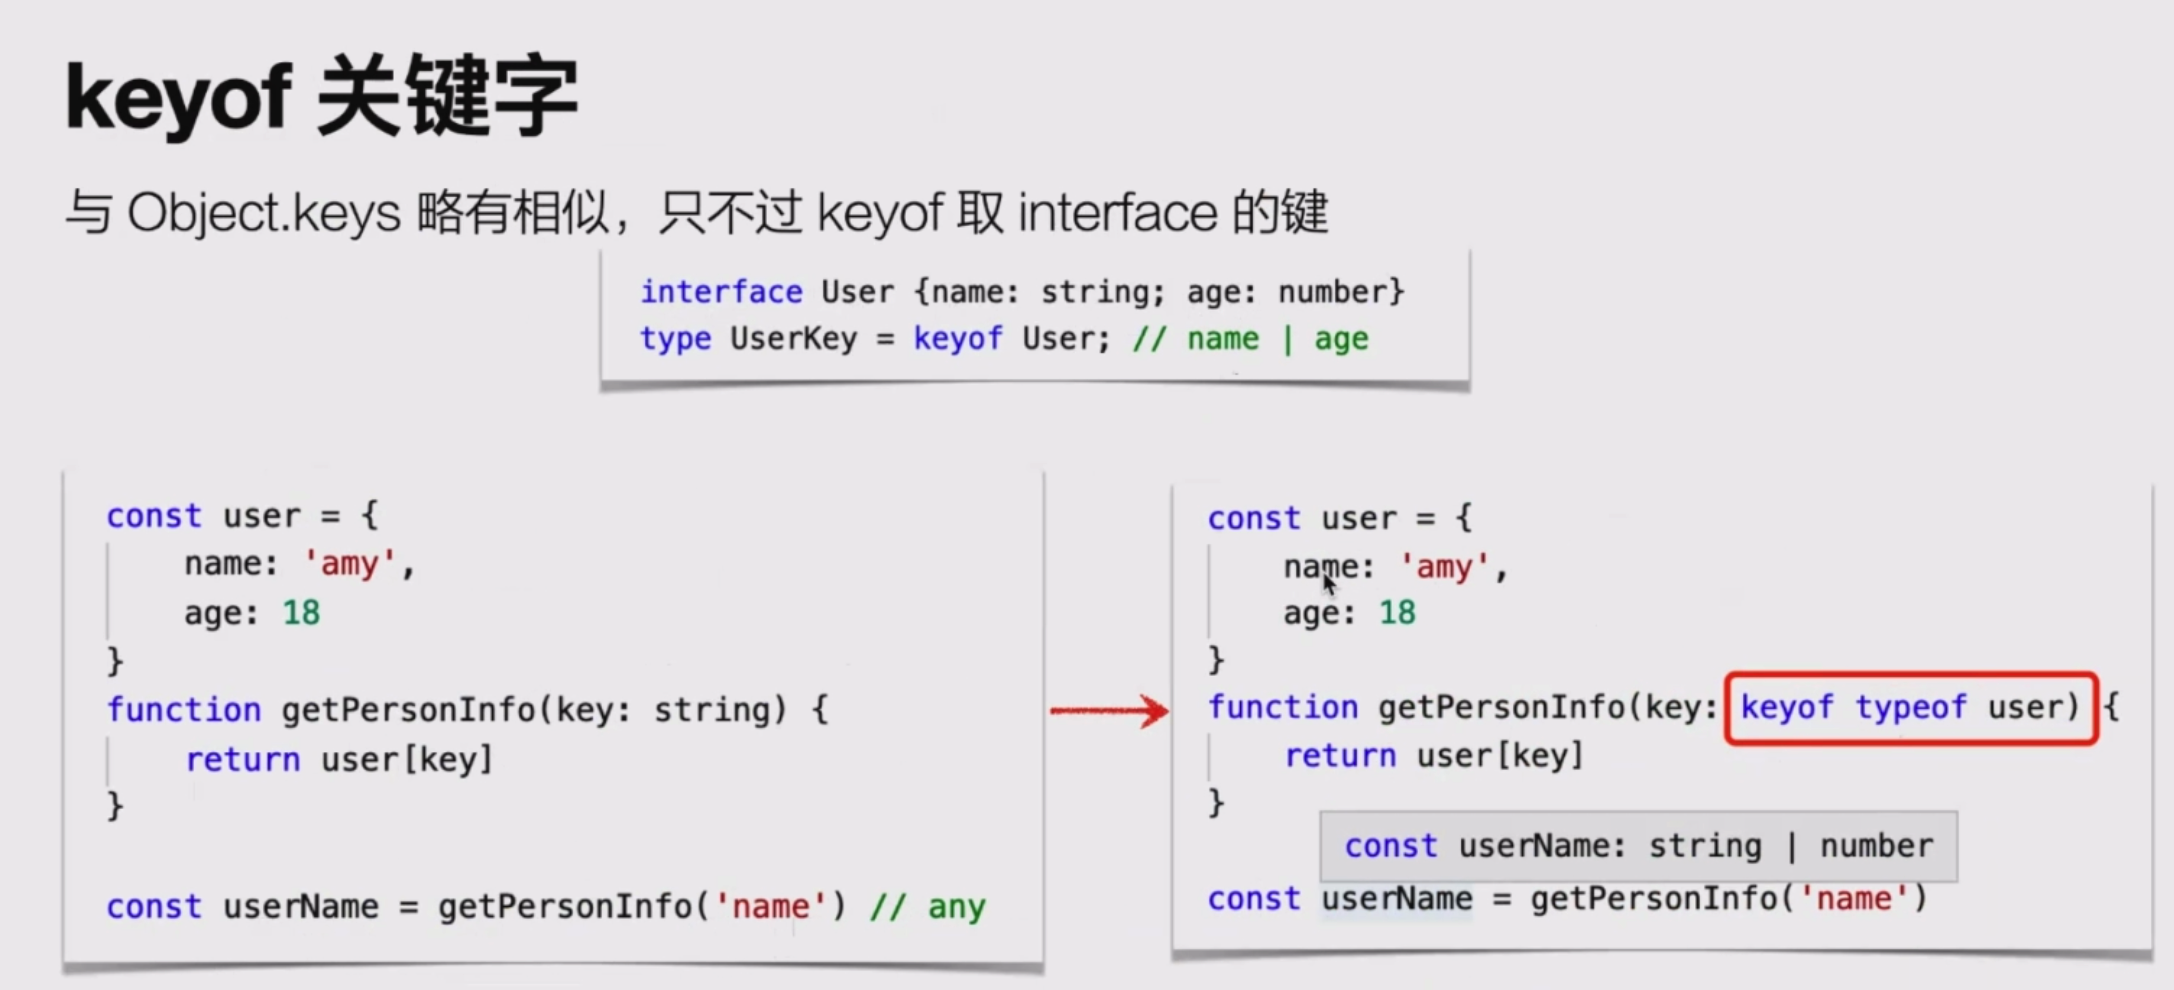 keyof 关键字
与 Object.keys 略有相似，只不过 keyof 取 interface 的键
interface User {name: string; age: number}
type UserKey = keyof User; // name | age
const user = {
name: 'amy',
age: 18
}
function getPersonInfo(key: string) {
return user[key]
}
const userName = getPersonInfo('name') // any
const user = {
name: 'amy',
age: 18
}
function getPersonInfo(key: keyof typeof user) {
return user[key]
}
const userName: string | number
const userName = getPersonInfo('name')